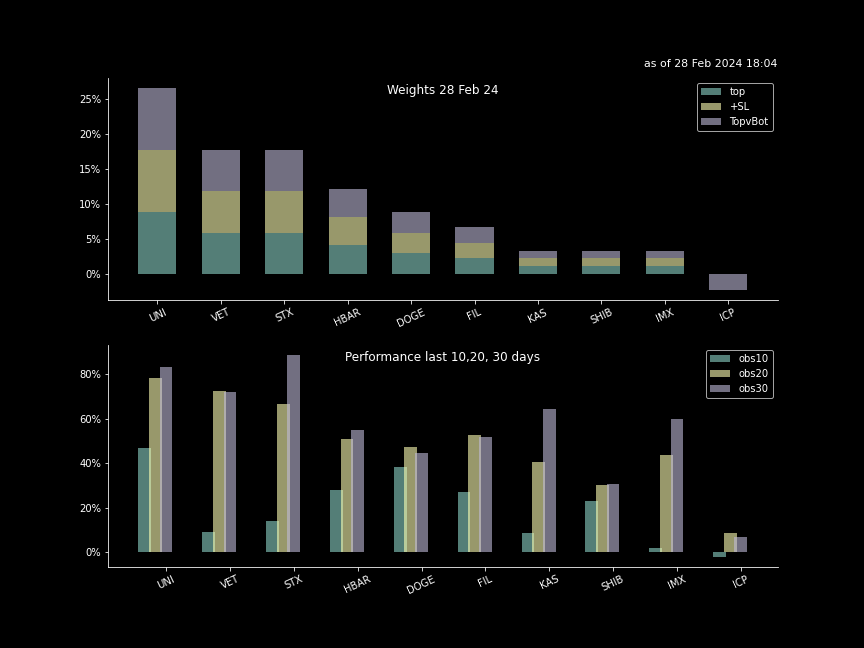 as of 28 Feb 2024 18:04
Weights 28 Feb 24
top
+SL
TopvBot
25%
20%
15%
10%
5%
0%
UNI VET STX HBAR DOGE FIL KAS SHIB IMX ICP
Performance last 10,20, 30 days
obs10
obs20
obs30
80%
60%
40%
20%
0%
UNI VET STX HBAR DOGE FIL KAS SHIB IMX ICP